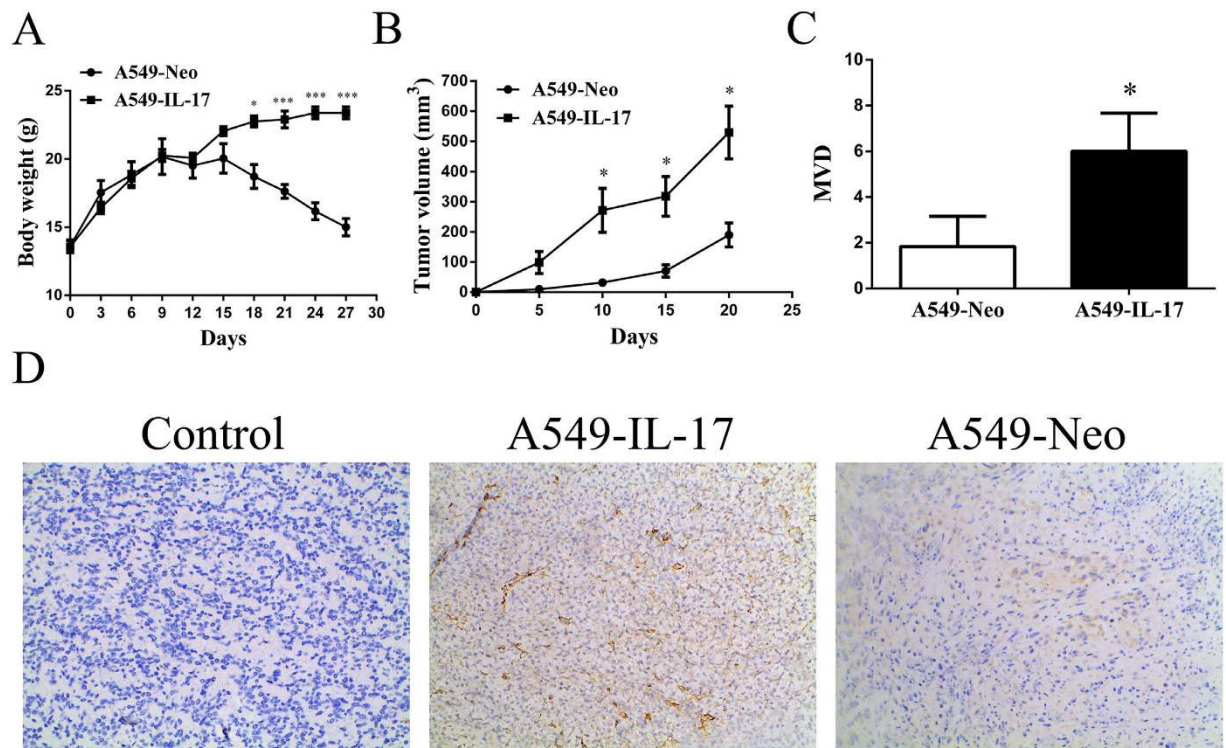 A
A549-Neo
A549-IL-17
* *** *** ***
Body weight (g)
25
20
15
10
0 3 6 9 12 15 18 21 24 27 30
Days
B
A549-Neo
A549-IL-17
* * *
Tumor volume (mm³)
700
600
500
400
300
200
100
0
0 5 10 15 20 25
Days
C
*
MVD
10
8
6
4
2
0
A549-Neo A549-IL-17
D
Control A549-IL-17 A549-Neo